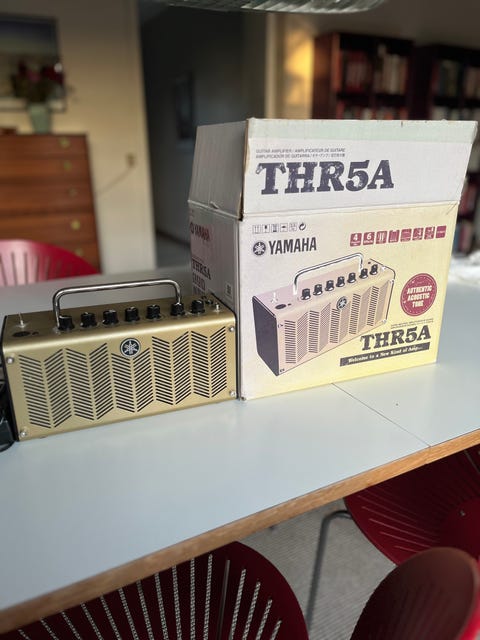 GUITAR AMPLIFIER / AMPLIFICATEUR DE GUITARE
THR5A
YAMAHA
THR5A
AUTHENTIC
ACOUSTIC
TONE
THR5A
Welcome to a New Kind of Amp